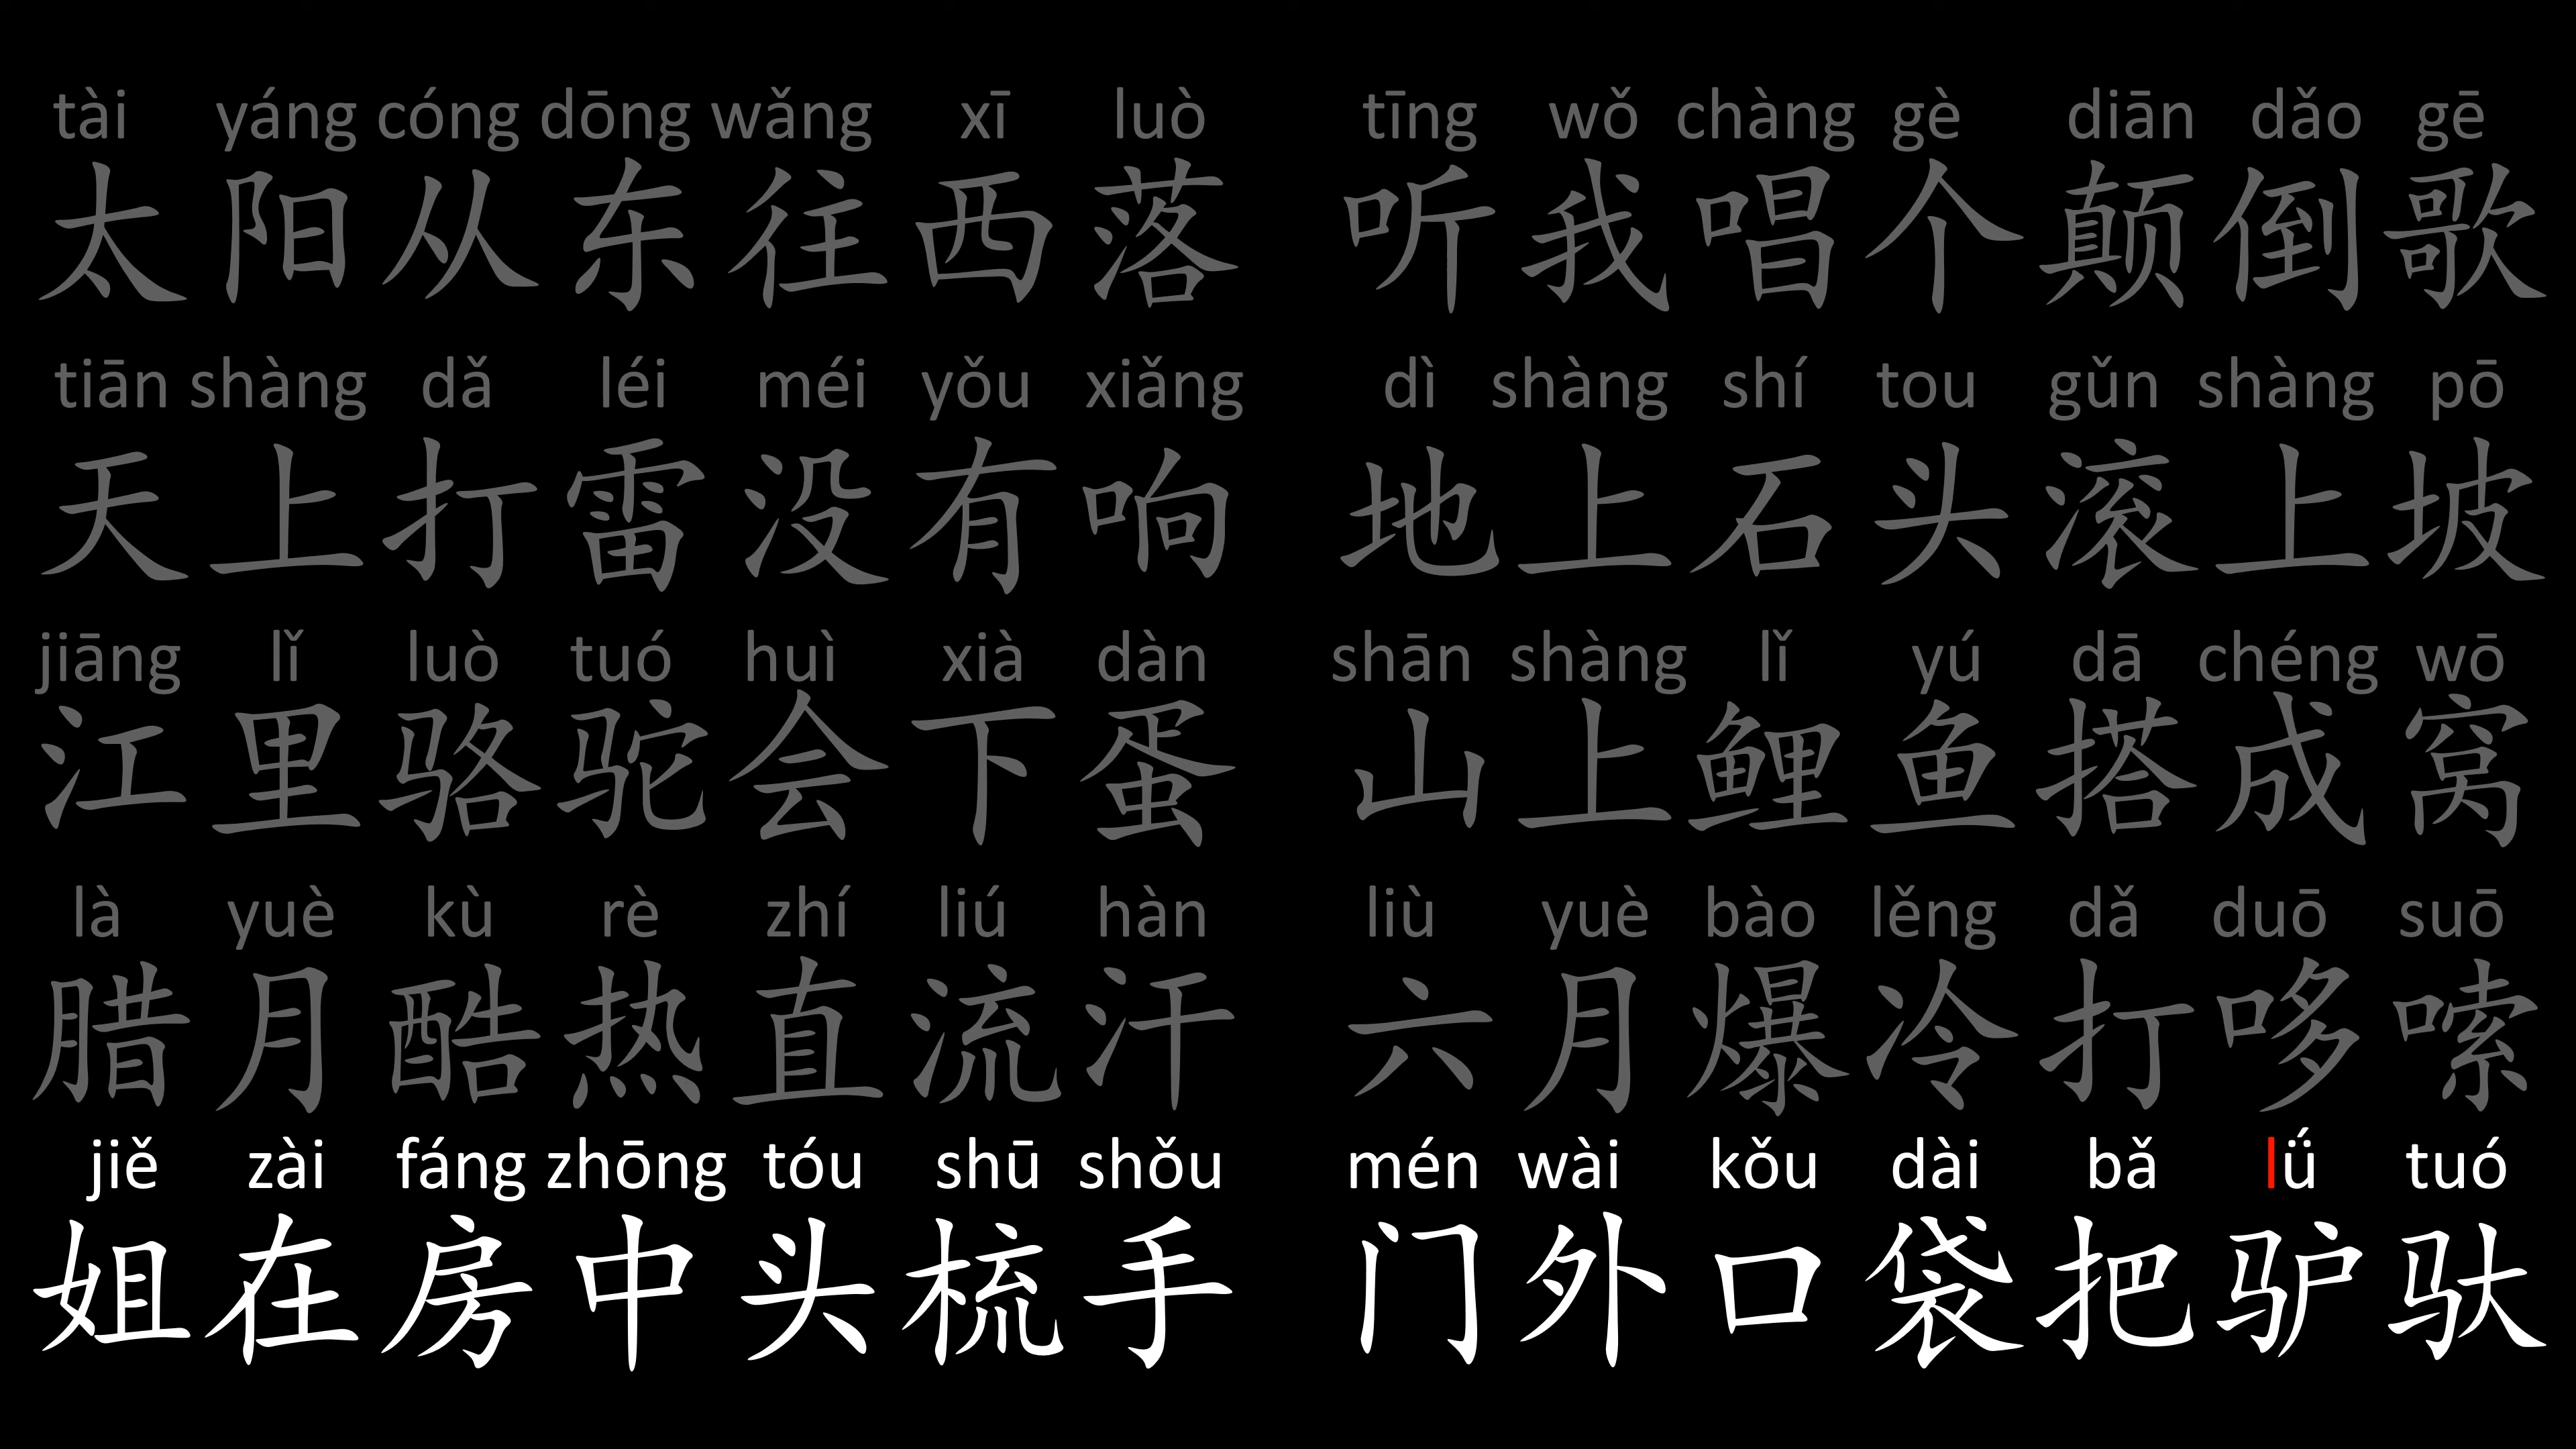 tài yáng cóng dōng wǎng xī luò tīng wǒ chàng gè diān dǎo gē
太阳从东往西落 听我唱个颠倒歌
tiān shàng dǎ léi méi yǒu xiǎng dì shàng shí tou gǔn shàng pō
天上打雷没有响 地上石头滚上坡
jiāng lǐ luò tuó huì xià dàn shān shàng lǐ yú dā chéng wō
江里骆驼会下蛋 山上鲤鱼搭成窝
là yuè kù rè zhí liú hàn liù yuè bào lěng dǎ duō suō
腊月酷热直流汗 六月爆冷打哆嗦
jiě zài fáng zhōng tóu shū shǒu mén wài kǒu dài bǎ lǘ tuó
姐在房中头梳手 门外口袋把驴驮